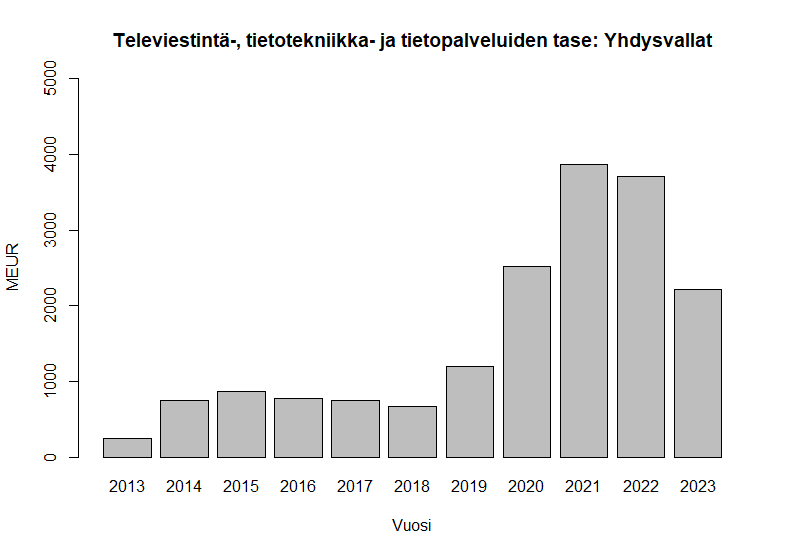 Televiestintä-, tietotekniikka- ja tietopalveluiden tase: Yhdysvallat
5000
4000
3000
2000
1000
0
MEUR
2013 2014 2015 2016 2017 2018 2019 2020 2021 2022 2023
Vuosi